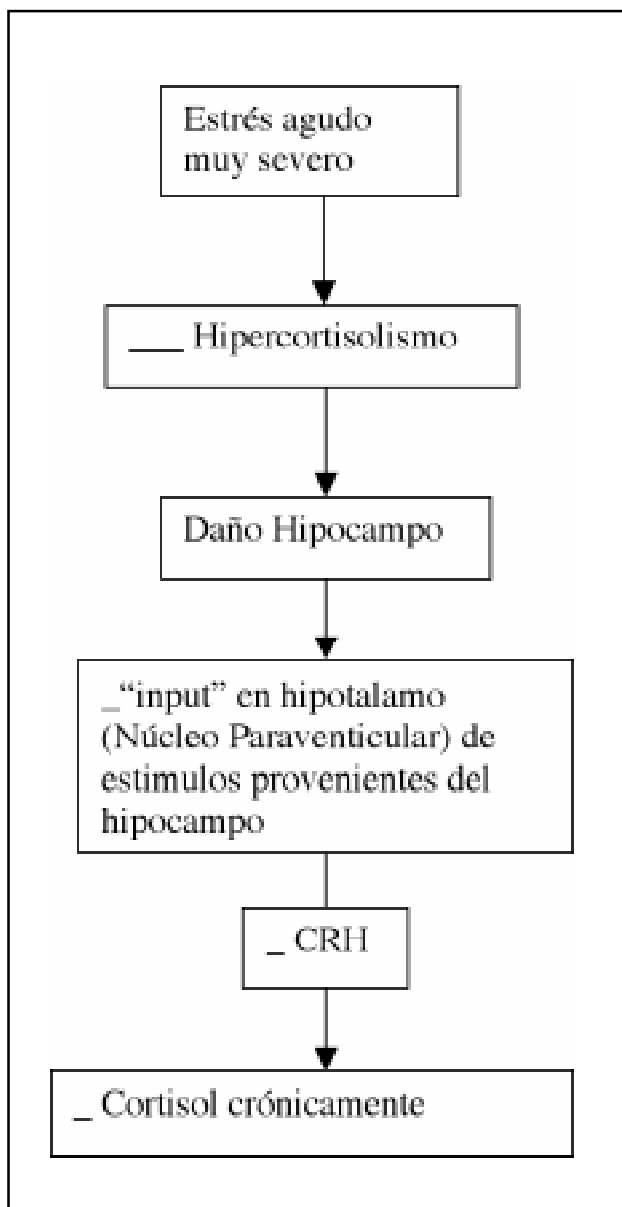 Estrés agudo
muy severo
___ Hipercortisolismo
Daño Hipocampo
_“input” en hipotalamo
(Núcleo Paraventicular) de
estimulos provenientes del
hipocampo
_ CRH
_ Cortisol crónicamente